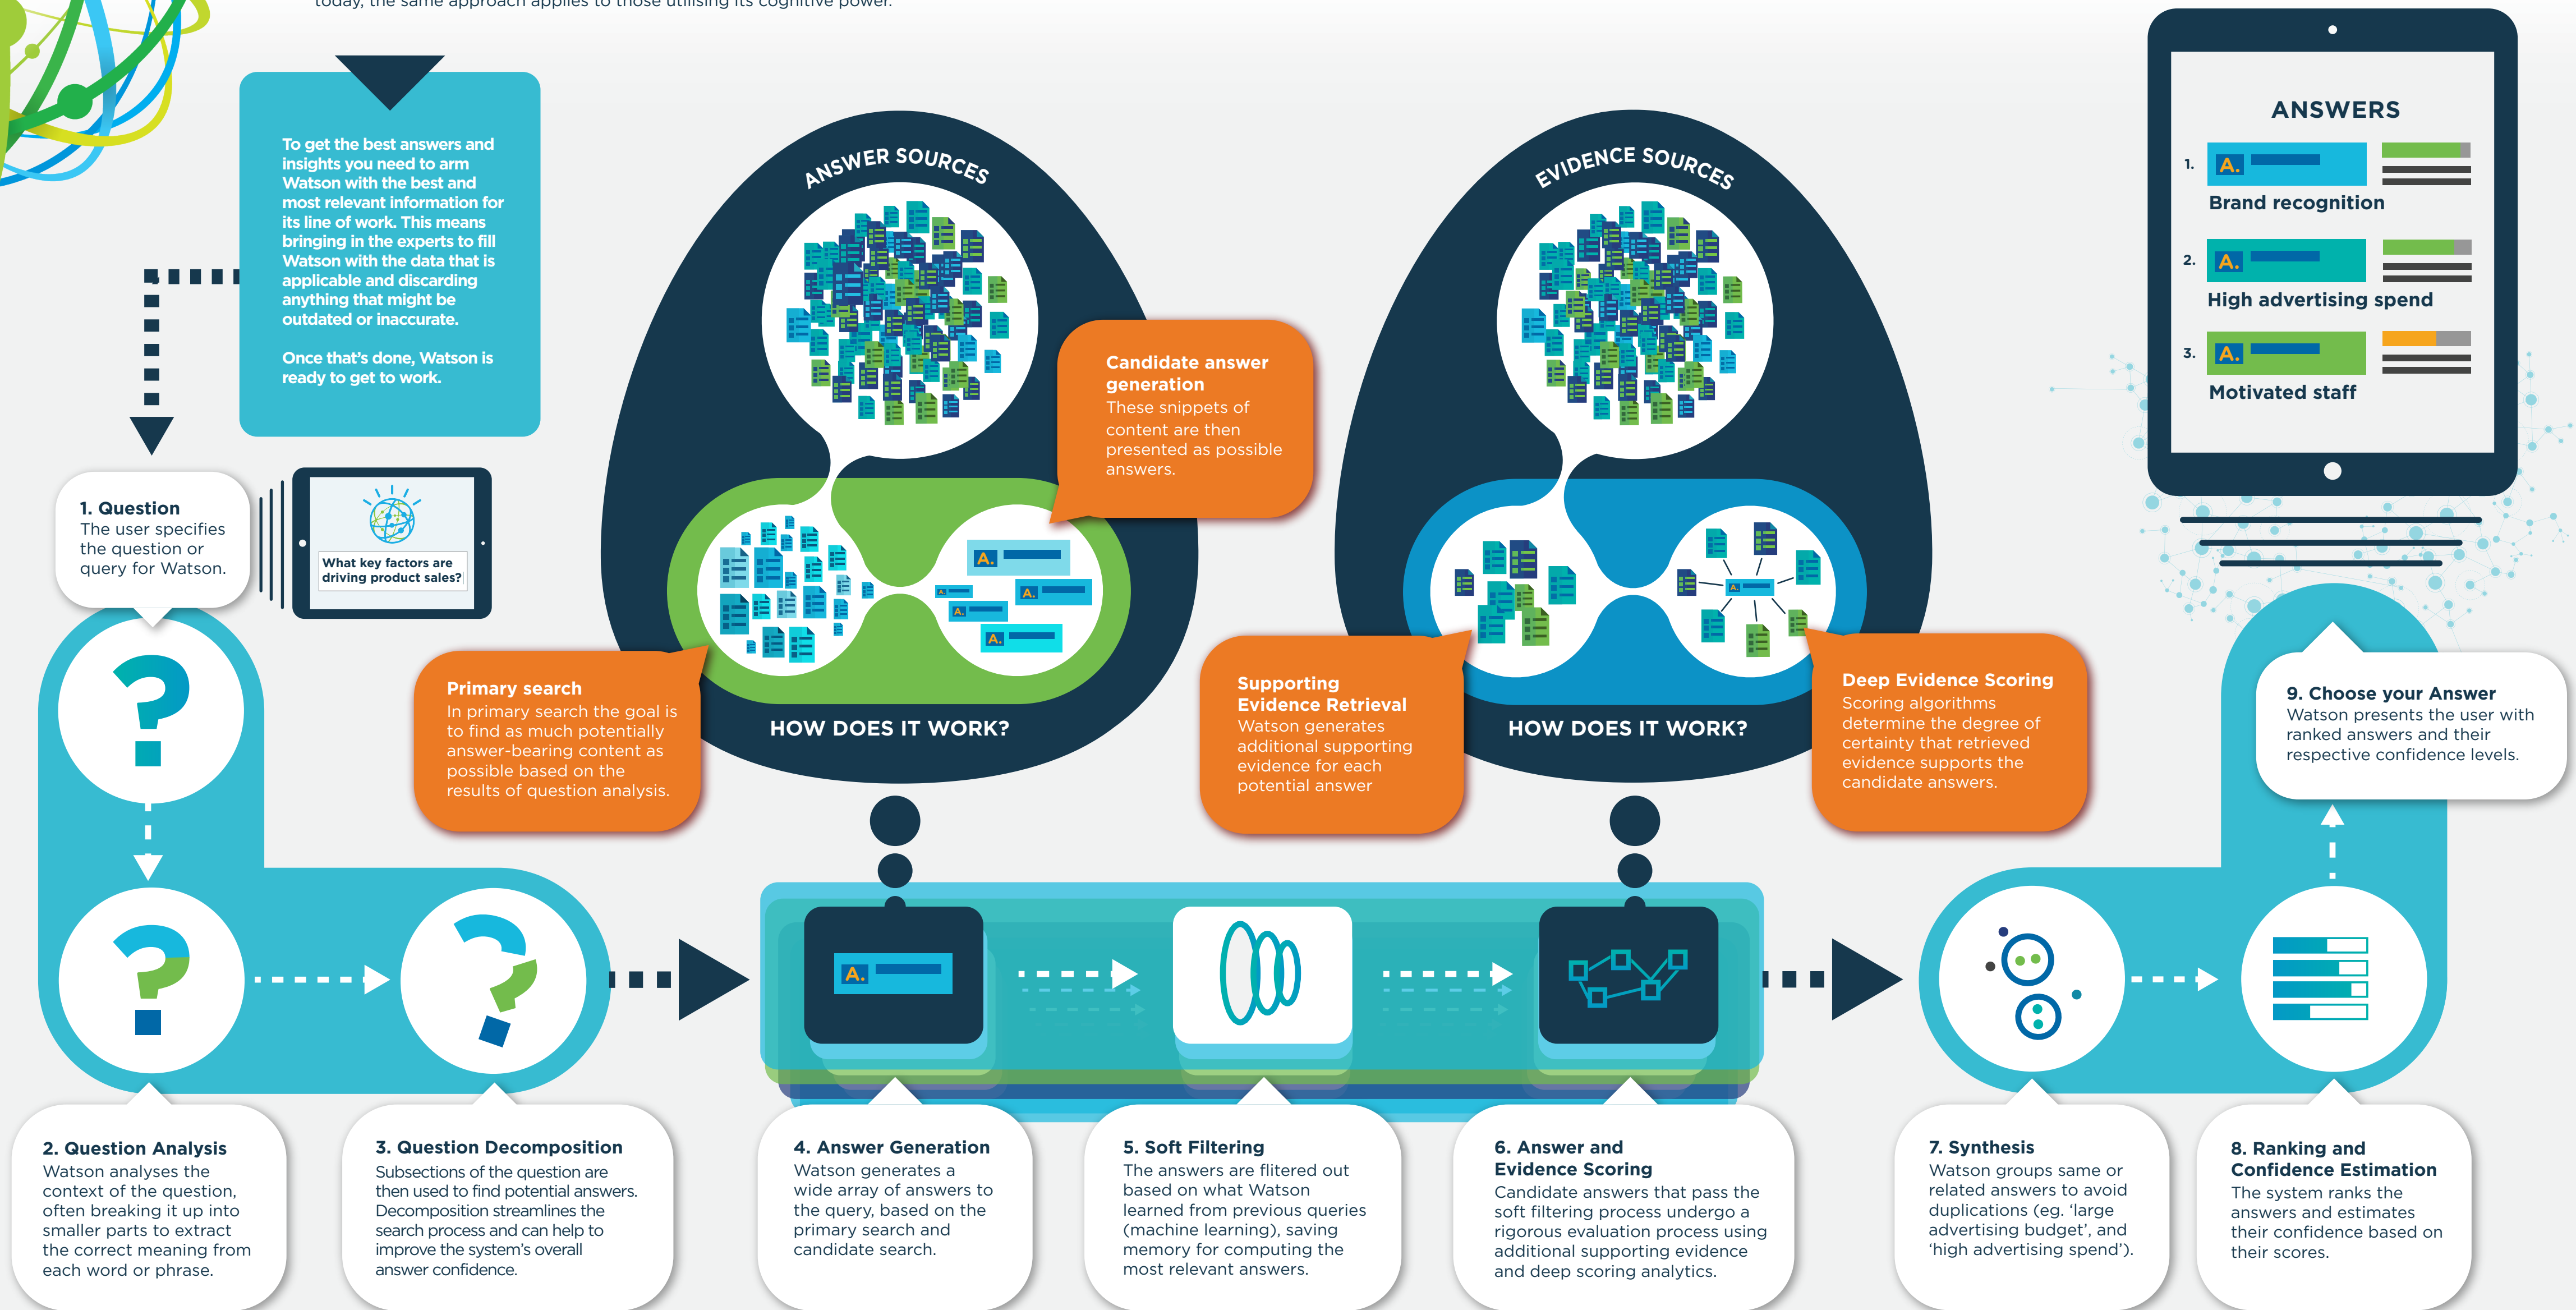 today, the same approach applies to those utilising its cognitive power.
To get the best answers and
insights you need to arm
Watson with the best and
most relevant information for
its line of work. This means
bringing in the experts to fill
Watson with the data that is
applicable and discarding
anything that might be
outdated or inaccurate.
Once that's done, Watson is
ready to get to work.
1. Question
The user specifies
the question or
query for Watson.
What key factors are
driving product sales?
2. Question Analysis
Watson analyses the
context of the question,
often breaking it up into
smaller parts to extract
the correct meaning from
each word or phrase.
3. Question Decomposition
Subsections of the question are
then used to find potential answers.
Decomposition streamlines the
search process and can help to
improve the system's overall
answer confidence.
ANSWER SOURCES
Candidate answer
generation
These snippets of
content are then
presented as possible
answers.
A.
A.
A.
A.
A.
Primary search
In primary search the goal is
to find as much potentially
answer-bearing content as
possible based on the
results of question analysis.
HOW DOES IT WORK?
A.
4. Answer Generation
Watson generates a
wide array of answers to
the query, based on the
primary search and
candidate search.
5. Soft Filtering
The answers are flitered out
based on what Watson
learned from previous queries
(machine learning), saving
memory for computing the
most relevant answers.
EVIDENCE SOURCES
A.
Supporting
Evidence Retrieval
Watson generates
additional supporting
evidence for each
potential answer
Deep Evidence Scoring
Scoring algorithms
determine the degree of
certainty that retrieved
evidence supports the
candidate answers.
HOW DOES IT WORK?
6. Answer and
Evidence Scoring
Candidate answers that pass the
soft filtering process undergo a
rigorous evaluation process using
additional supporting evidence
and deep scoring analytics.
7. Synthesis
Watson groups same or
related answers to avoid
duplications (eg. 'large
advertising budget', and
'high advertising spend').
8. Ranking and
Confidence Estimation
The system ranks the
answers and estimates
their confidence based on
their scores.
9. Choose your Answer
Watson presents the user with
ranked answers and their
respective confidence levels.
ANSWERS
1. A.
Brand recognition
2. A.
High advertising spend
3. A.
Motivated staff